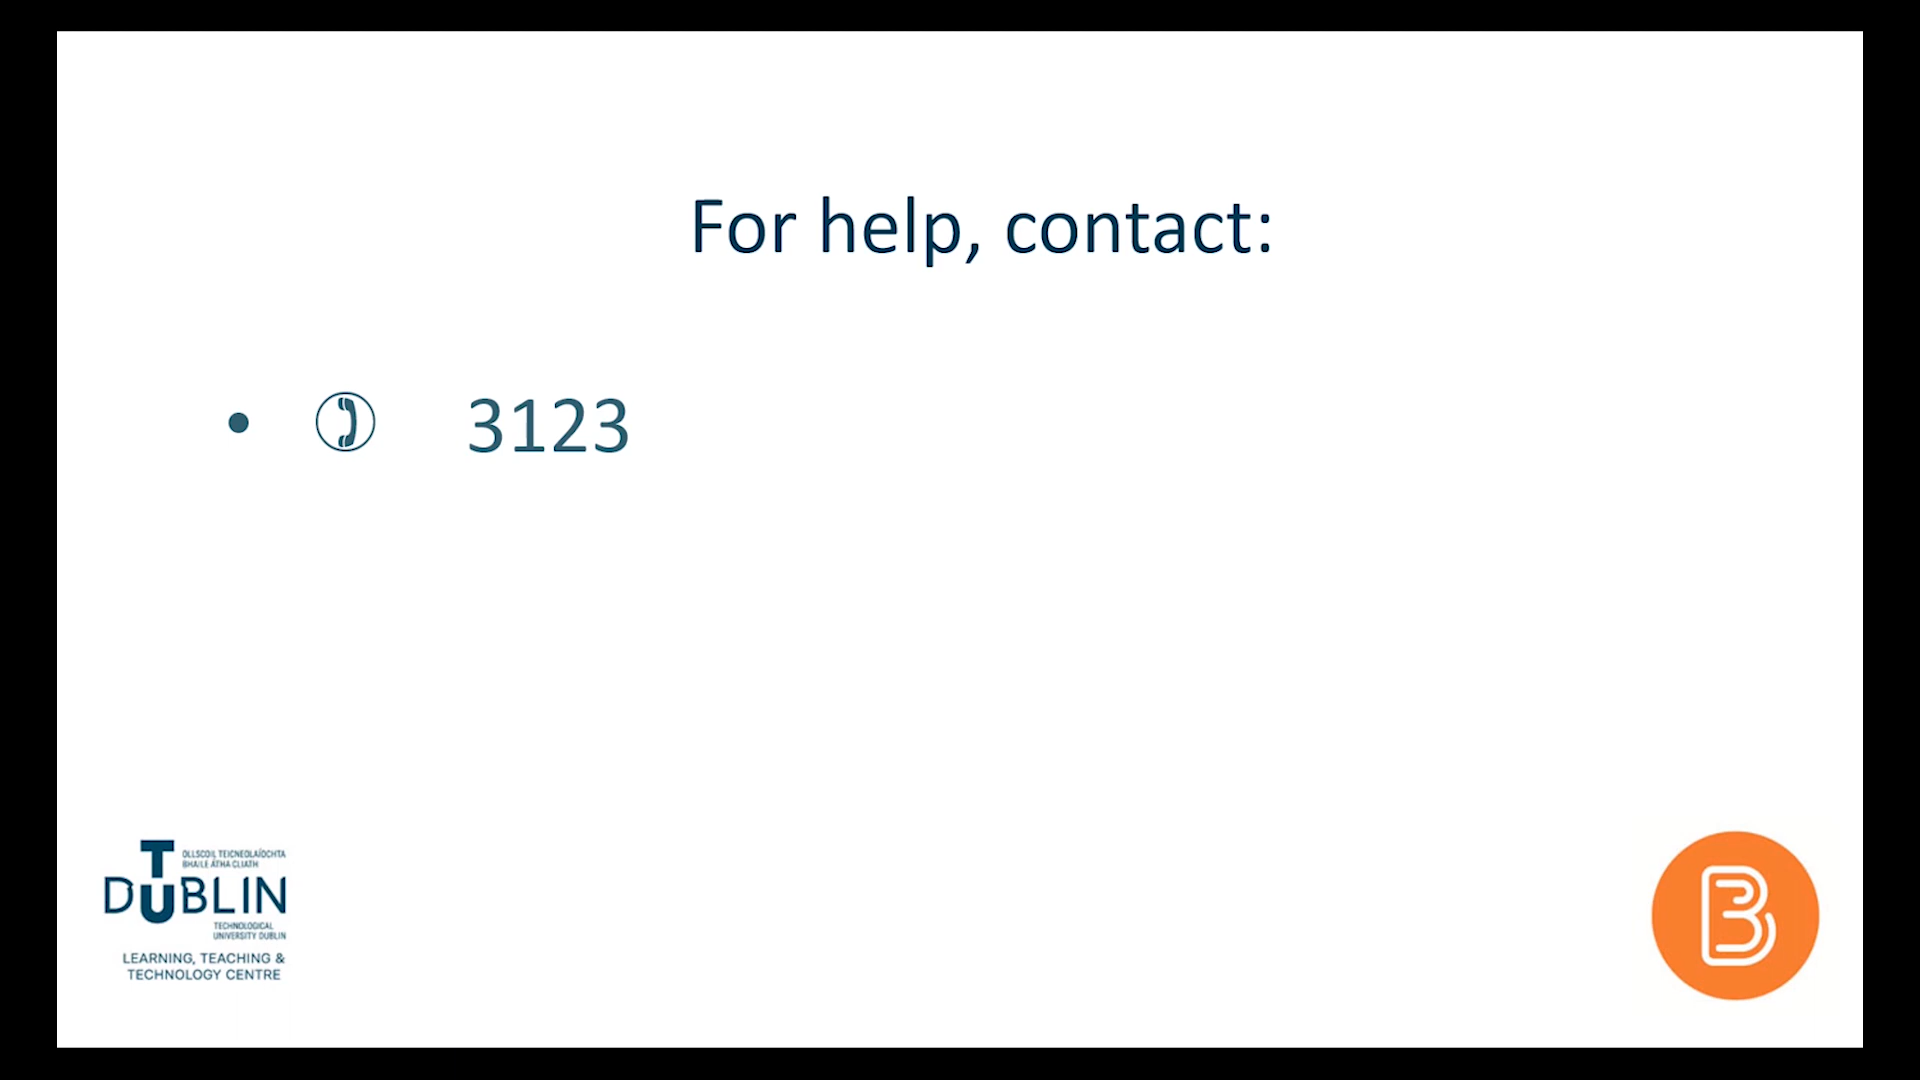 For help, contact:
• ✆ 3123
TU DUBLIN
OLLSCOIL TEICNEOLAÍOCHTA
BHAILE ÁTHA CLIATH
TECHNOLOGICAL
UNIVERSITY DUBLIN
LEARNING, TEACHING &
TECHNOLOGY CENTRE
B